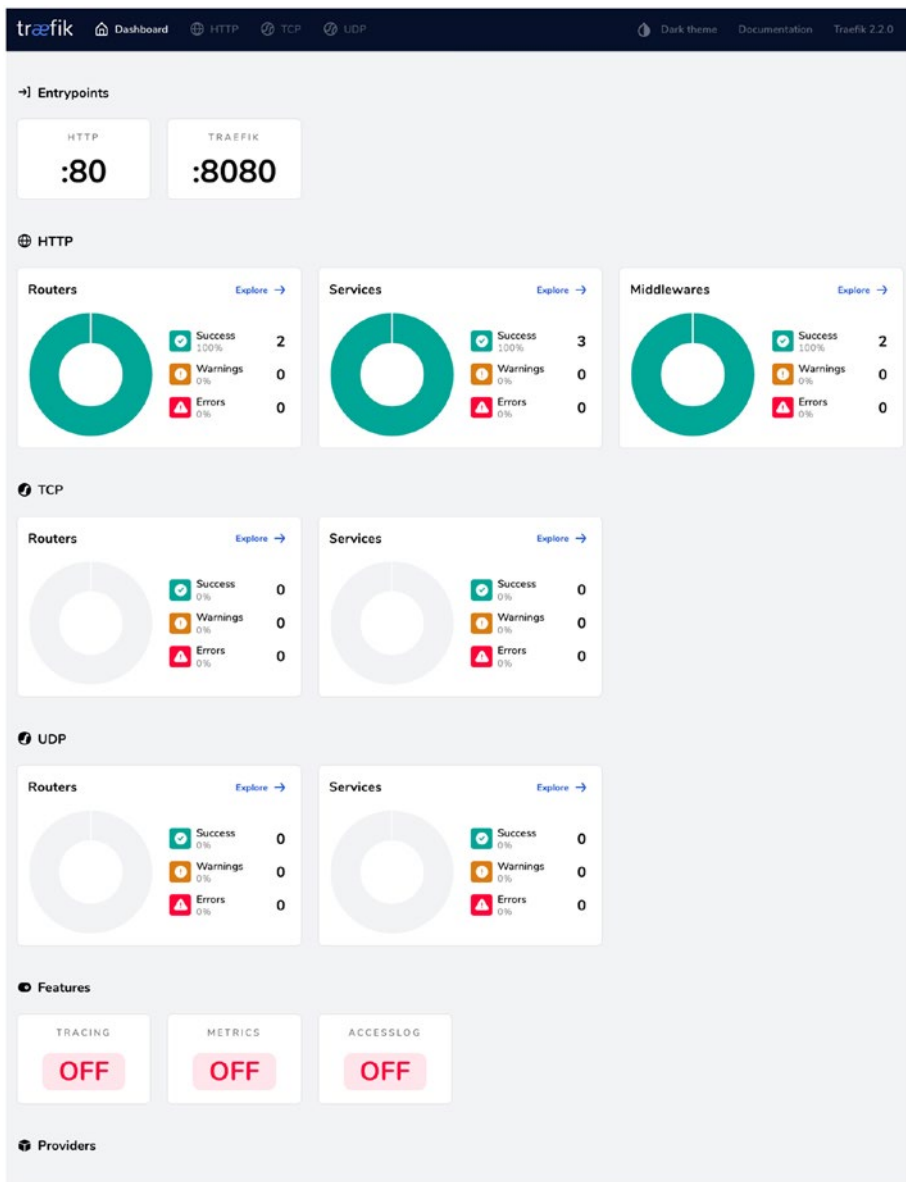 træfik Dashboard HTTP TCP UDP Dark theme Documentation Traefik 2.2.0
Entrypoints
HTTP TRAEFIK
:80 :8080
HTTP
Routers Explore Services Explore Middlewares Explore
Success 2 Success 3 Success 2
100% 100% 100%
Warnings 0 Warnings 0 Warnings 0
0% 0% 0%
Errors 0 Errors 0 Errors 0
0% 0% 0%
TCP
Routers Explore Services Explore
Success 0 Success 0
0% 0%
Warnings 0 Warnings 0
0% 0%
Errors 0 Errors 0
0% 0%
UDP
Routers Explore Services Explore
Success 0 Success 0
0% 0%
Warnings 0 Warnings 0
0% 0%
Errors 0 Errors 0
0% 0%
Features
TRACING METRICS ACCESSLOG
OFF OFF OFF
Providers